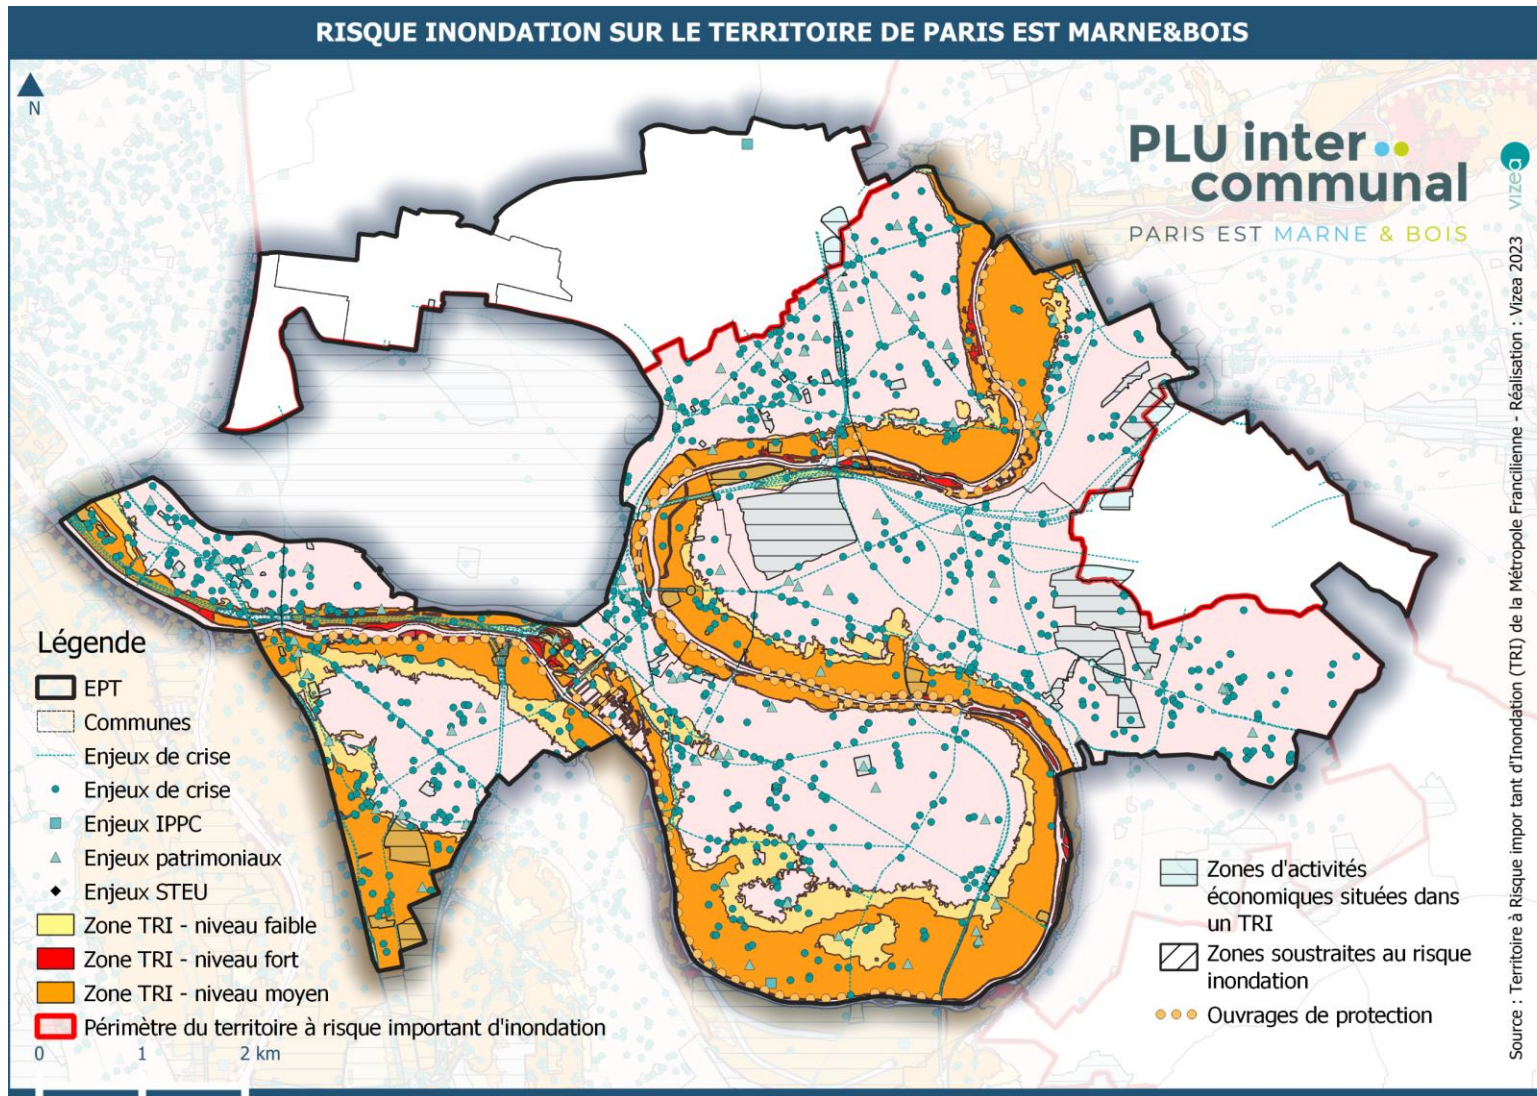 RISQUE INONDATION SUR LE TERRITOIRE DE PARIS EST MARNE&BOIS
N
PLU inter
communal
PARIS EST MARNE & BOIS
vizea
Légende
EPT
Communes
Enjeux de crise
Enjeux de crise
Enjeux IPPC
Enjeux patrimoniaux
Enjeux STEU
Zone TRI - niveau faible
Zone TRI - niveau fort
Zone TRI - niveau moyen
Périmètre du territoire à risque important d'inondation
0 1 2 km
Zones d'activités
économiques situées dans
un TRI
Zones soustraites au risque
inondation
Ouvrages de protection
Source : Territoire à Risque impor tant d'Inondation (TRI) de la Métropole Francilienne - Réalisation : Vizea 2023